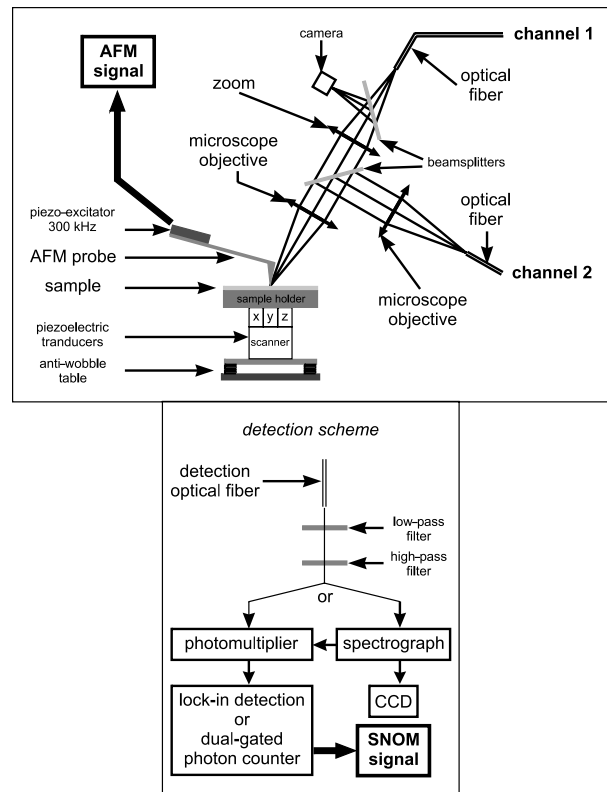 AFM
signal
camera
channel 1
optical
fiber
zoom
microscope
objective
beamsplitters
optical
fiber
piezo-excitator
300 kHz
AFM probe
channel 2
sample
sample holder
microscope
objective
x y z
piezoelectric
tranducers
scanner
anti-wobble
table
detection scheme
detection
optical fiber
low-pass
filter
high-pass
filter
or
photomultiplier
spectrograph
lock-in detection
or
dual-gated
photon counter
CCD
SNOM
signal